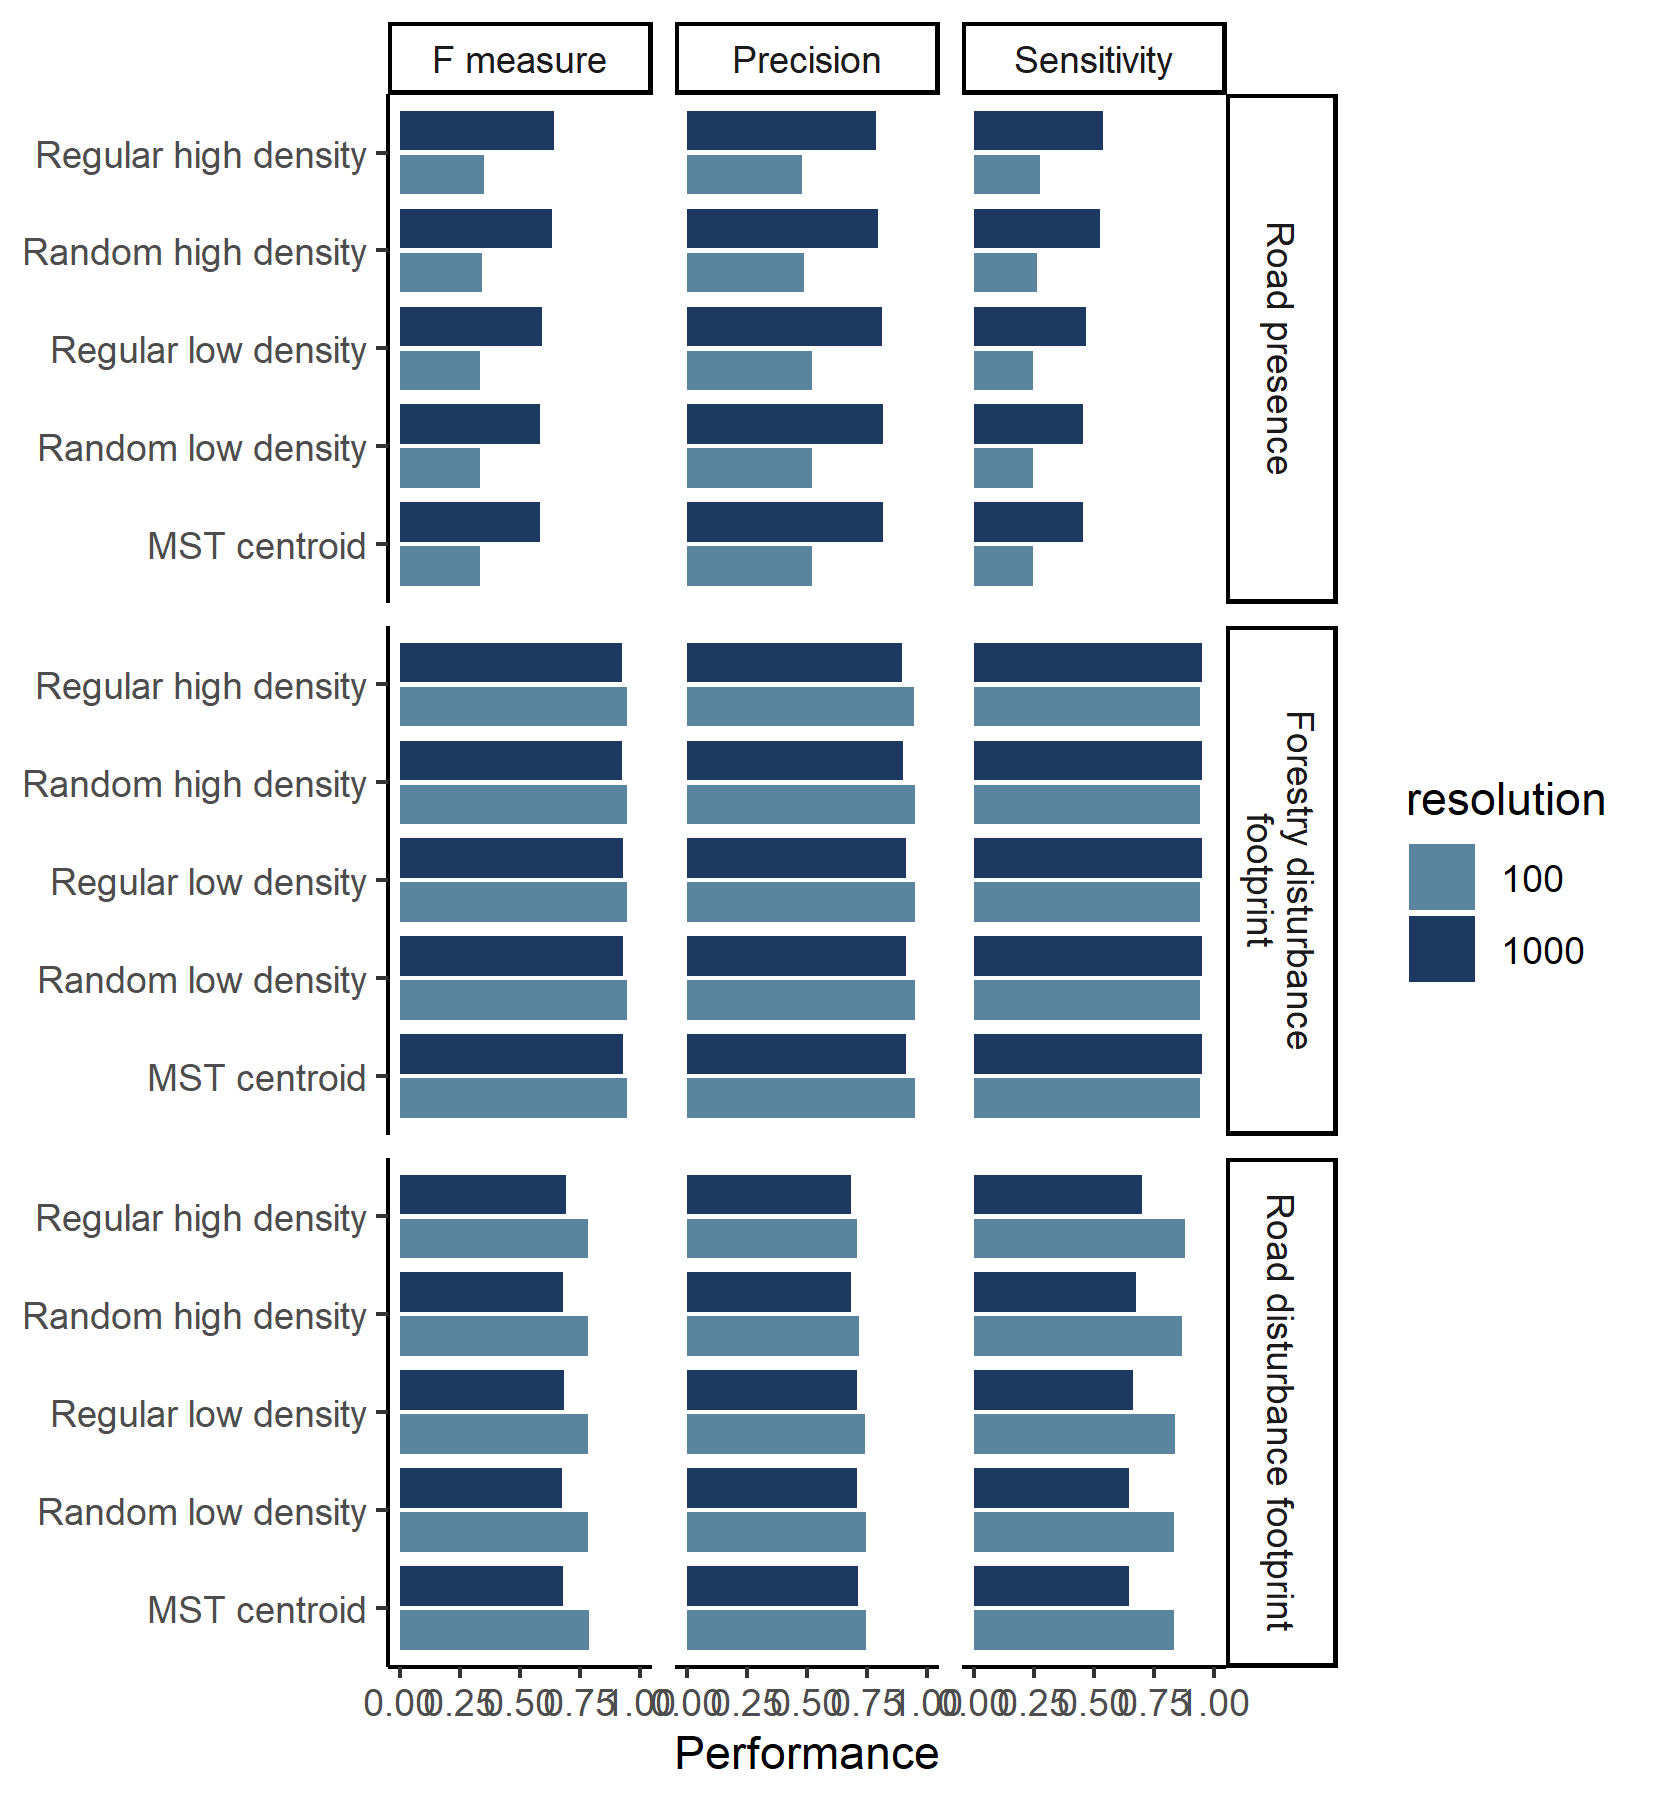 F measure
Precision
Sensitivity
Regular high density
Random high density
Regular low density
Random low density
MST centroid
Road presence
Regular high density
Random high density
Regular low density
Random low density
MST centroid
Forestry disturbance
footprint
Regular high density
Random high density
Regular low density
Random low density
MST centroid
Road disturbance footprint
0.00 0.25 0.50 0.75 1.00
0.00 0.25 0.50 0.75 1.00
0.00 0.25 0.50 0.75 1.00
Performance
resolution
100
1000